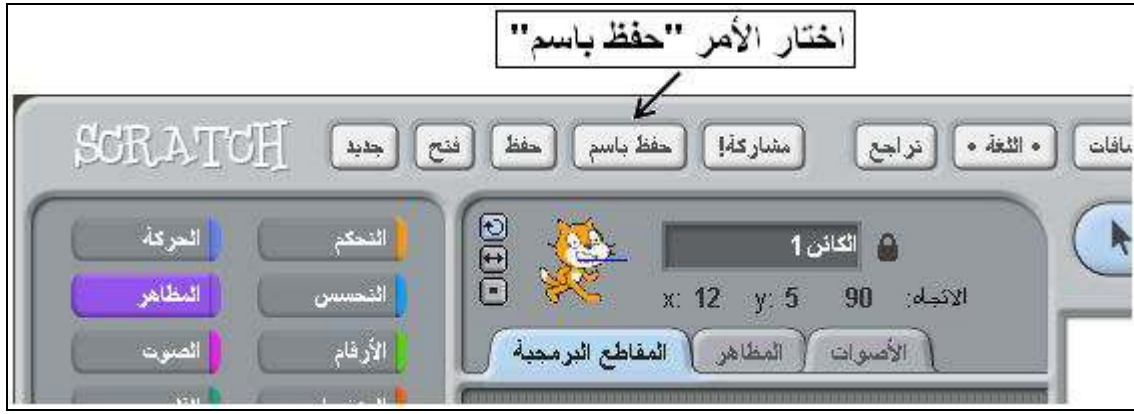 اختار الأمر "حفظ باسم"
SCRATCH
جديد
فتح
حفظ
حفظ باسم
مشاركة!
تراجع
• اللغة •
الحركة
التحكم
المظاهر
التحسس
الصوت
الأرقام
الكائن 1
x: 12 y: 5 90 الاتجاه:
المقاطع البرمجية
المظاهر
الأصوات